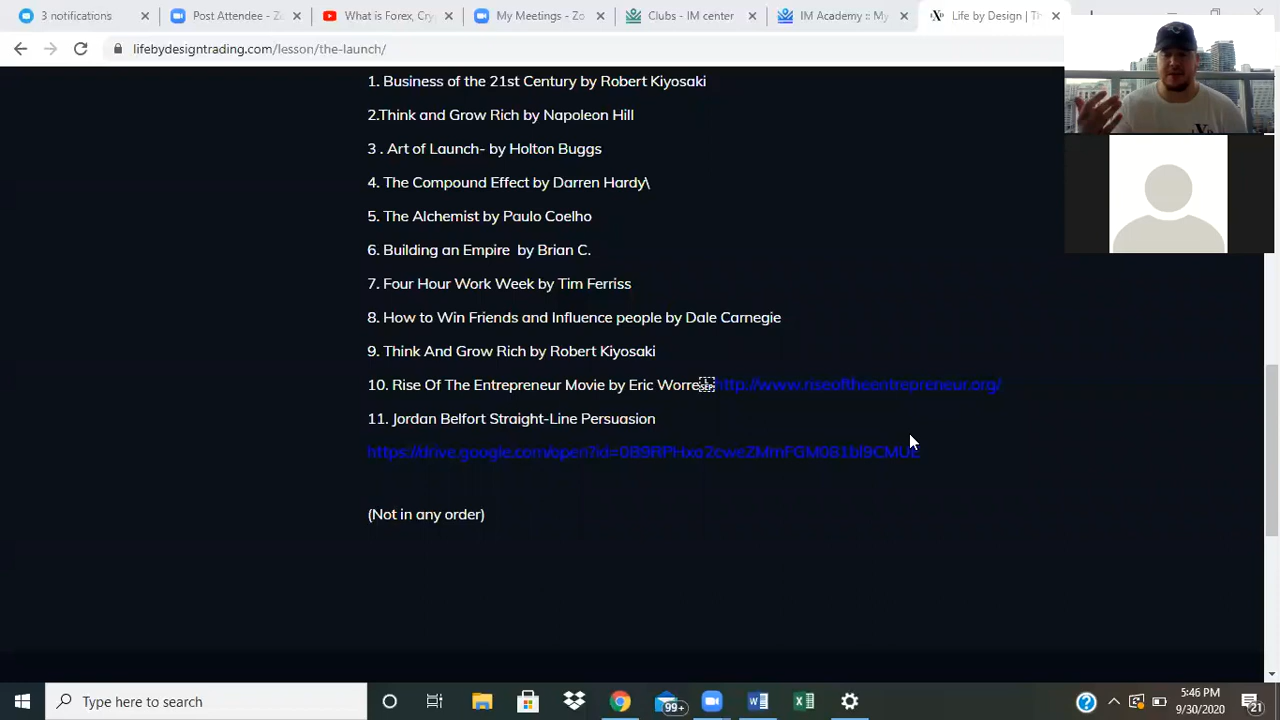 3 notifications
PostAttendee - Zo
What is Forex, Cry
My Meetings - Zo
Clubs - IM center
IM Academy :: My
Life by Design | Th
lifebydesigntrading.com/lesson/the-launch/
1. Business of the 21st Century by Robert Kiyosaki
2.Think and Grow Rich by Napoleon Hill
3 . Art of Launch- by Holton Buggs
4. The Compound Effect by Darren Hardy\
5. The Alchemist by Paulo Coelho
6. Building an Empire  by Brian C.
7. Four Hour Work Week by Tim Ferriss
8. How to Win Friends and Influence people by Dale Carnegie
9. Think And Grow Rich by Robert Kiyosaki
10. Rise Of The Entrepreneur Movie by Eric Worre SEP http://www.riseoftheentrepreneur.org/
11. Jordan Belfort Straight-Line Persuasion
(Not in any order)
Type here to search
99+
5:46 PM
9/30/2020
21